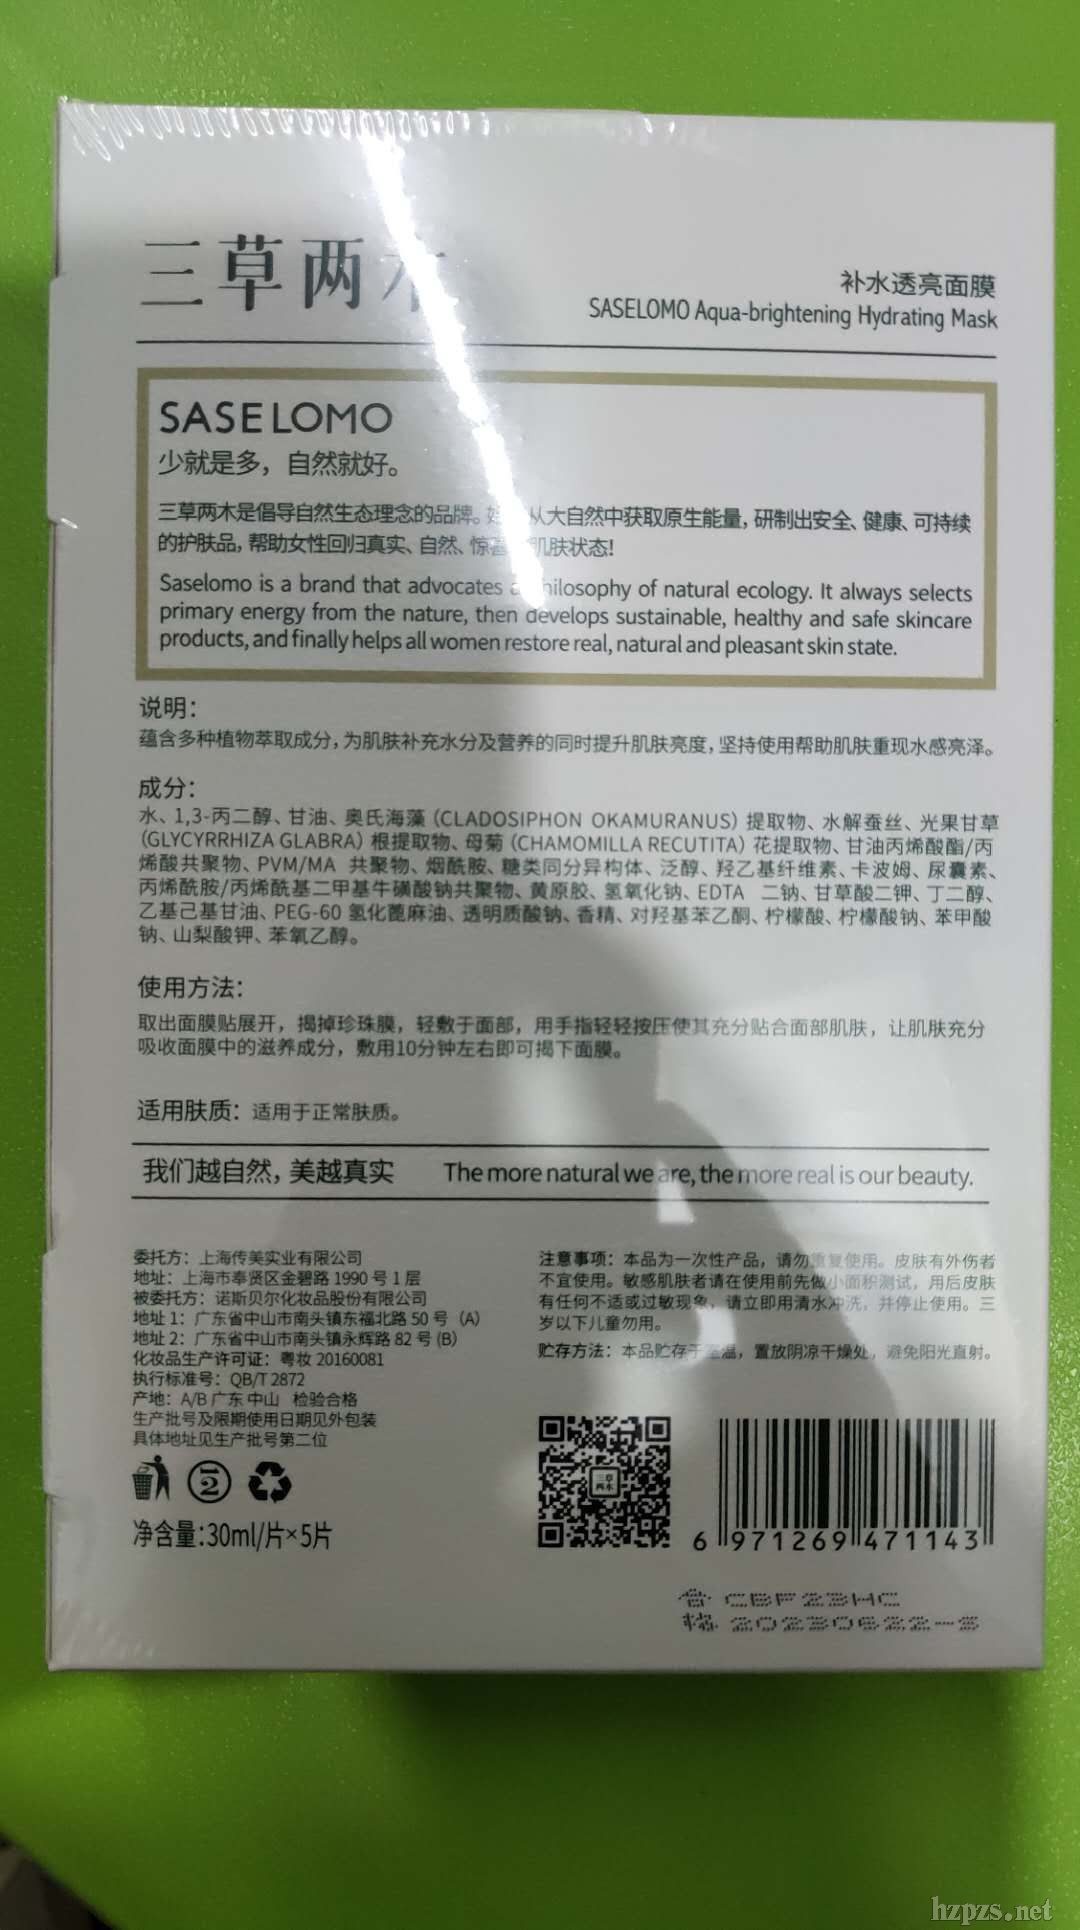 三草两木
补水透亮面膜
SASELOMO Aqua-brightening Hydrating Mask
SASELOMO
少就是多，自然就好。
三草两木是倡导自然生态理念的品牌。 从大自然中获取原生能量，研制出安全、健康、可持续
的护肤品，帮助女性回归真实、自然、惊 肌肤状态！
Saselomo is a brand that advocates a philosophy of natural ecology. It always selects
primary energy from the nature, then develops sustainable, healthy and safe skincare
products, and finally helps all women restore real, natural and pleasant skin state.
说明：
蕴含多种植物萃取成分，为肌肤补充水分及营养的同时提升肌肤亮度，坚持使用帮助肌肤重现水感亮泽。
成分：
水、1,3-丙二醇、甘油、奥氏海藻（CLADOSIPHON OKAMURANUS）提取物、水解蚕丝、光果甘草
(GLYCYRRHIZA GLABRA）根提取物、母菊（CHAMOMILLA RECUTITA）花提取物、甘油丙烯酸酯/丙
烯酸共聚物、PVM/MA 共聚物、烟酰胺、糖类同分异构体、泛醇、羟乙基纤维素、卡波姆、尿囊素、
丙烯酰胺/丙烯酰基二甲基牛磺酸钠共聚物、黄原胶、氢氧化钠、EDTA 二钠、甘草酸二钾、丁二醇、
乙基己基甘油、PEG-60 氢化蓖麻油、透明质酸钠、香精、对羟基苯乙酮、柠檬酸、柠檬酸钠、苯甲酸
钠、山梨酸钾、苯氧乙醇。
使用方法：
取出面膜贴展开，揭掉珍珠膜，轻敷于面部，用手指轻轻按压使其充分贴合面部肌肤，让肌肤充分
吸收面膜中的滋养成分，敷用10分钟左右即可揭下面膜。
适用肤质：适用于正常肤质。
我们越自然，美越真实 The more natural we are, the more real is our beauty.
委托方：上海传美实业有限公司
地址：上海市奉贤区金碧路 1990 号 1 层
被委托方：诺斯贝尔化妆品股份有限公司
地址 1：广东省中山市南头镇东福北路 50 号（A）
地址 2：广东省中山市南头镇永辉路 82 号 (B)
化妆品生产许可证：粤妆 20160081
执行标准号：QB/T 2872
产地：A/B 广东 中山 检验合格
生产批号及限期使用日期见外包装
具体地址见生产批号第二位
净含量:30ml/片×5片
注意事项：本品为一次性产品，请勿重复使用。皮肤有外伤者
不宜使用。敏感肌肤者请在使用前先做小面积测试，用后皮肤
有任何不适或过敏现象，请立即用清水冲洗，并停止使用。三
岁以下儿童勿用。
贮存方法：本品贮存于室温，置放阴凉干燥处，避免阳光直射。
三草
两木
6 971269 471143
合 CBF23HC
格 20230622-S
hzpzs.net